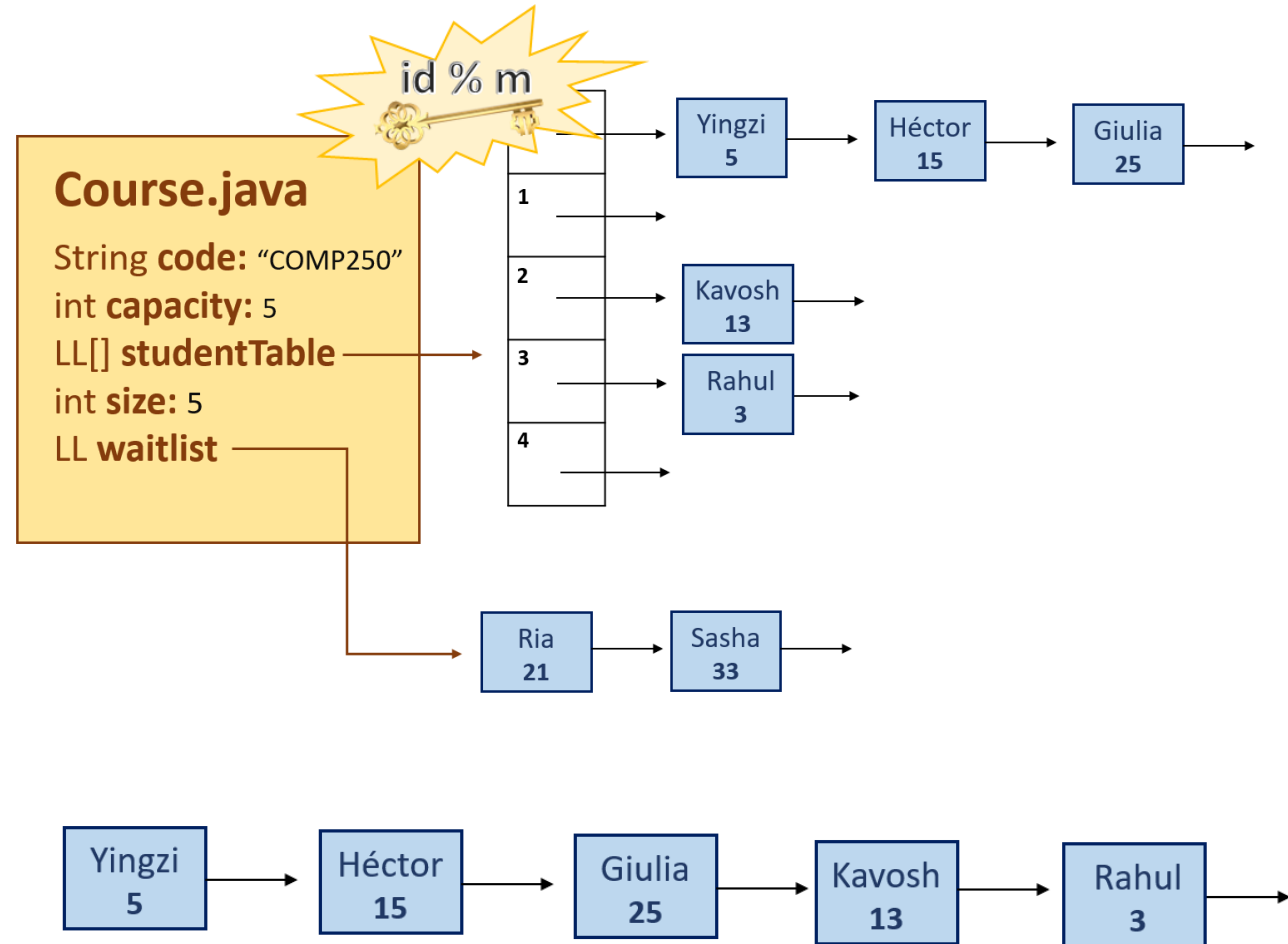 id % m
Course.java
String code: “COMP250”
int capacity: 5
LL[] studentTable
int size: 5
LL waitlist
1
2
3
4
Yingzi
5
Héctor
15
Giulia
25
Kavosh
13
Rahul
3
Ria
21
Sasha
33
Yingzi
5
Héctor
15
Giulia
25
Kavosh
13
Rahul
3